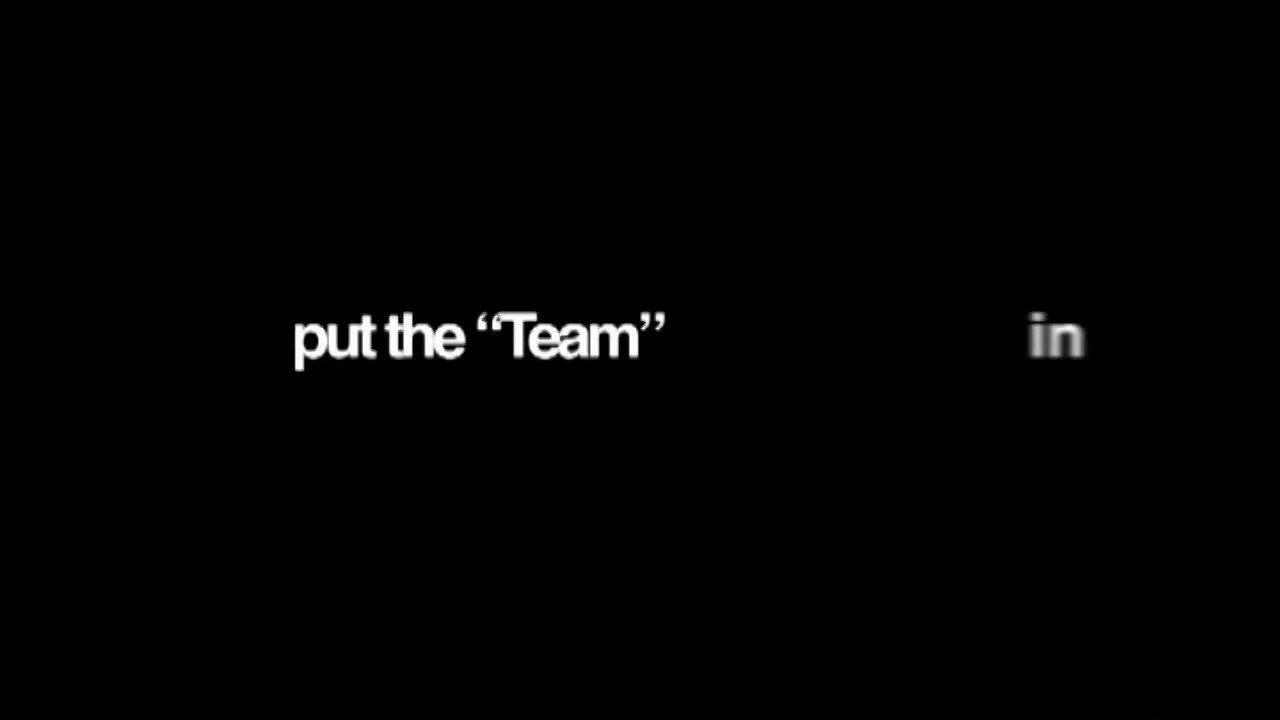 put the “Team” in